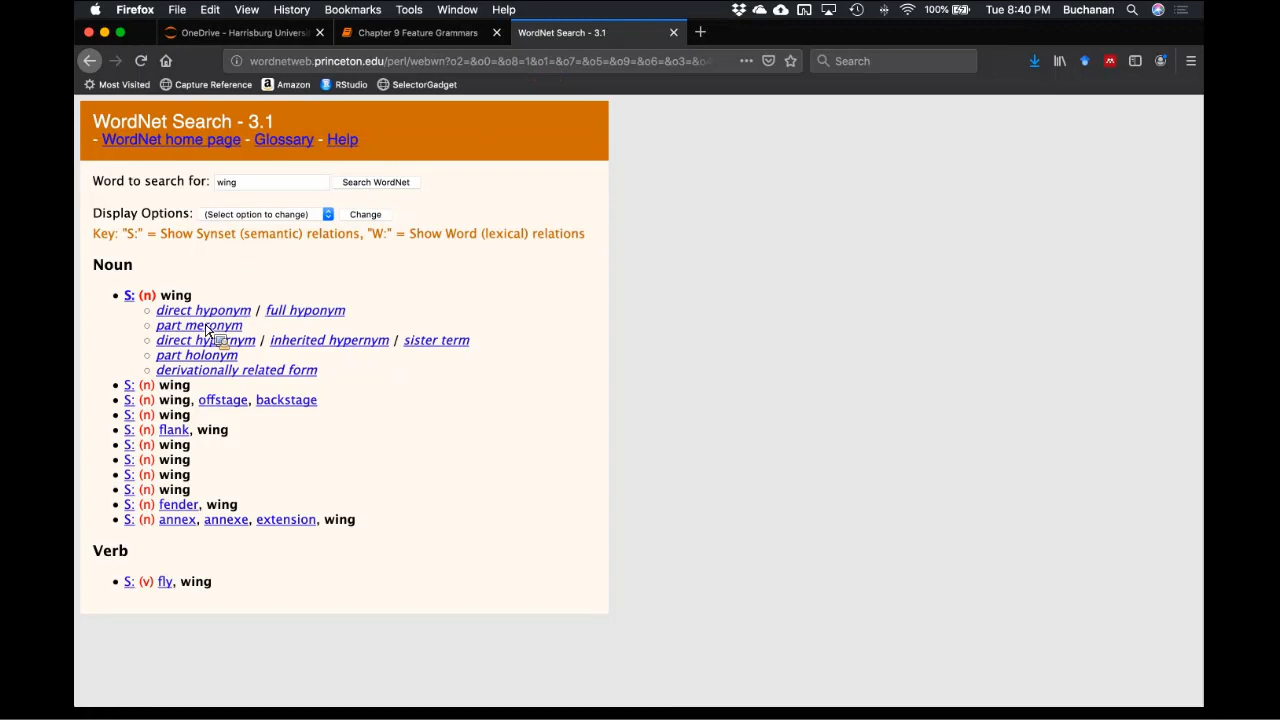 Firefox File Edit View History Bookmarks Tools Window Help 100% Tue 8:40 PM Buchanan
OneDrive - Harrisburg Universi Chapter 9 Feature Grammars WordNet Search - 3.1
wordnetweb.princeton.edu/perl/webwn?o2=&o0=&o8=1&o1=&o7=&o5=&o9=&o6=&o3=&o4 Search
Most Visited Capture Reference Amazon RStudio SelectorGadget
WordNet Search - 3.1
- WordNet home page - Glossary - Help
Word to search for: wing Search WordNet
Display Options: (Select option to change) Change
Key: "S:" = Show Synset (semantic) relations, "W:" = Show Word (lexical) relations
Noun
• S: (n) wing
○ direct hyponym / full hyponym
○ part meronym
○ direct hypernym / inherited hypernym / sister term
○ part holonym
○ derivationally related form
• S: (n) wing
• S: (n) wing, offstage, backstage
• S: (n) wing
• S: (n) flank, wing
• S: (n) wing
• S: (n) wing
• S: (n) wing
• S: (n) wing
• S: (n) fender, wing
• S: (n) annex, annexe, extension, wing
Verb
• S: (v) fly, wing